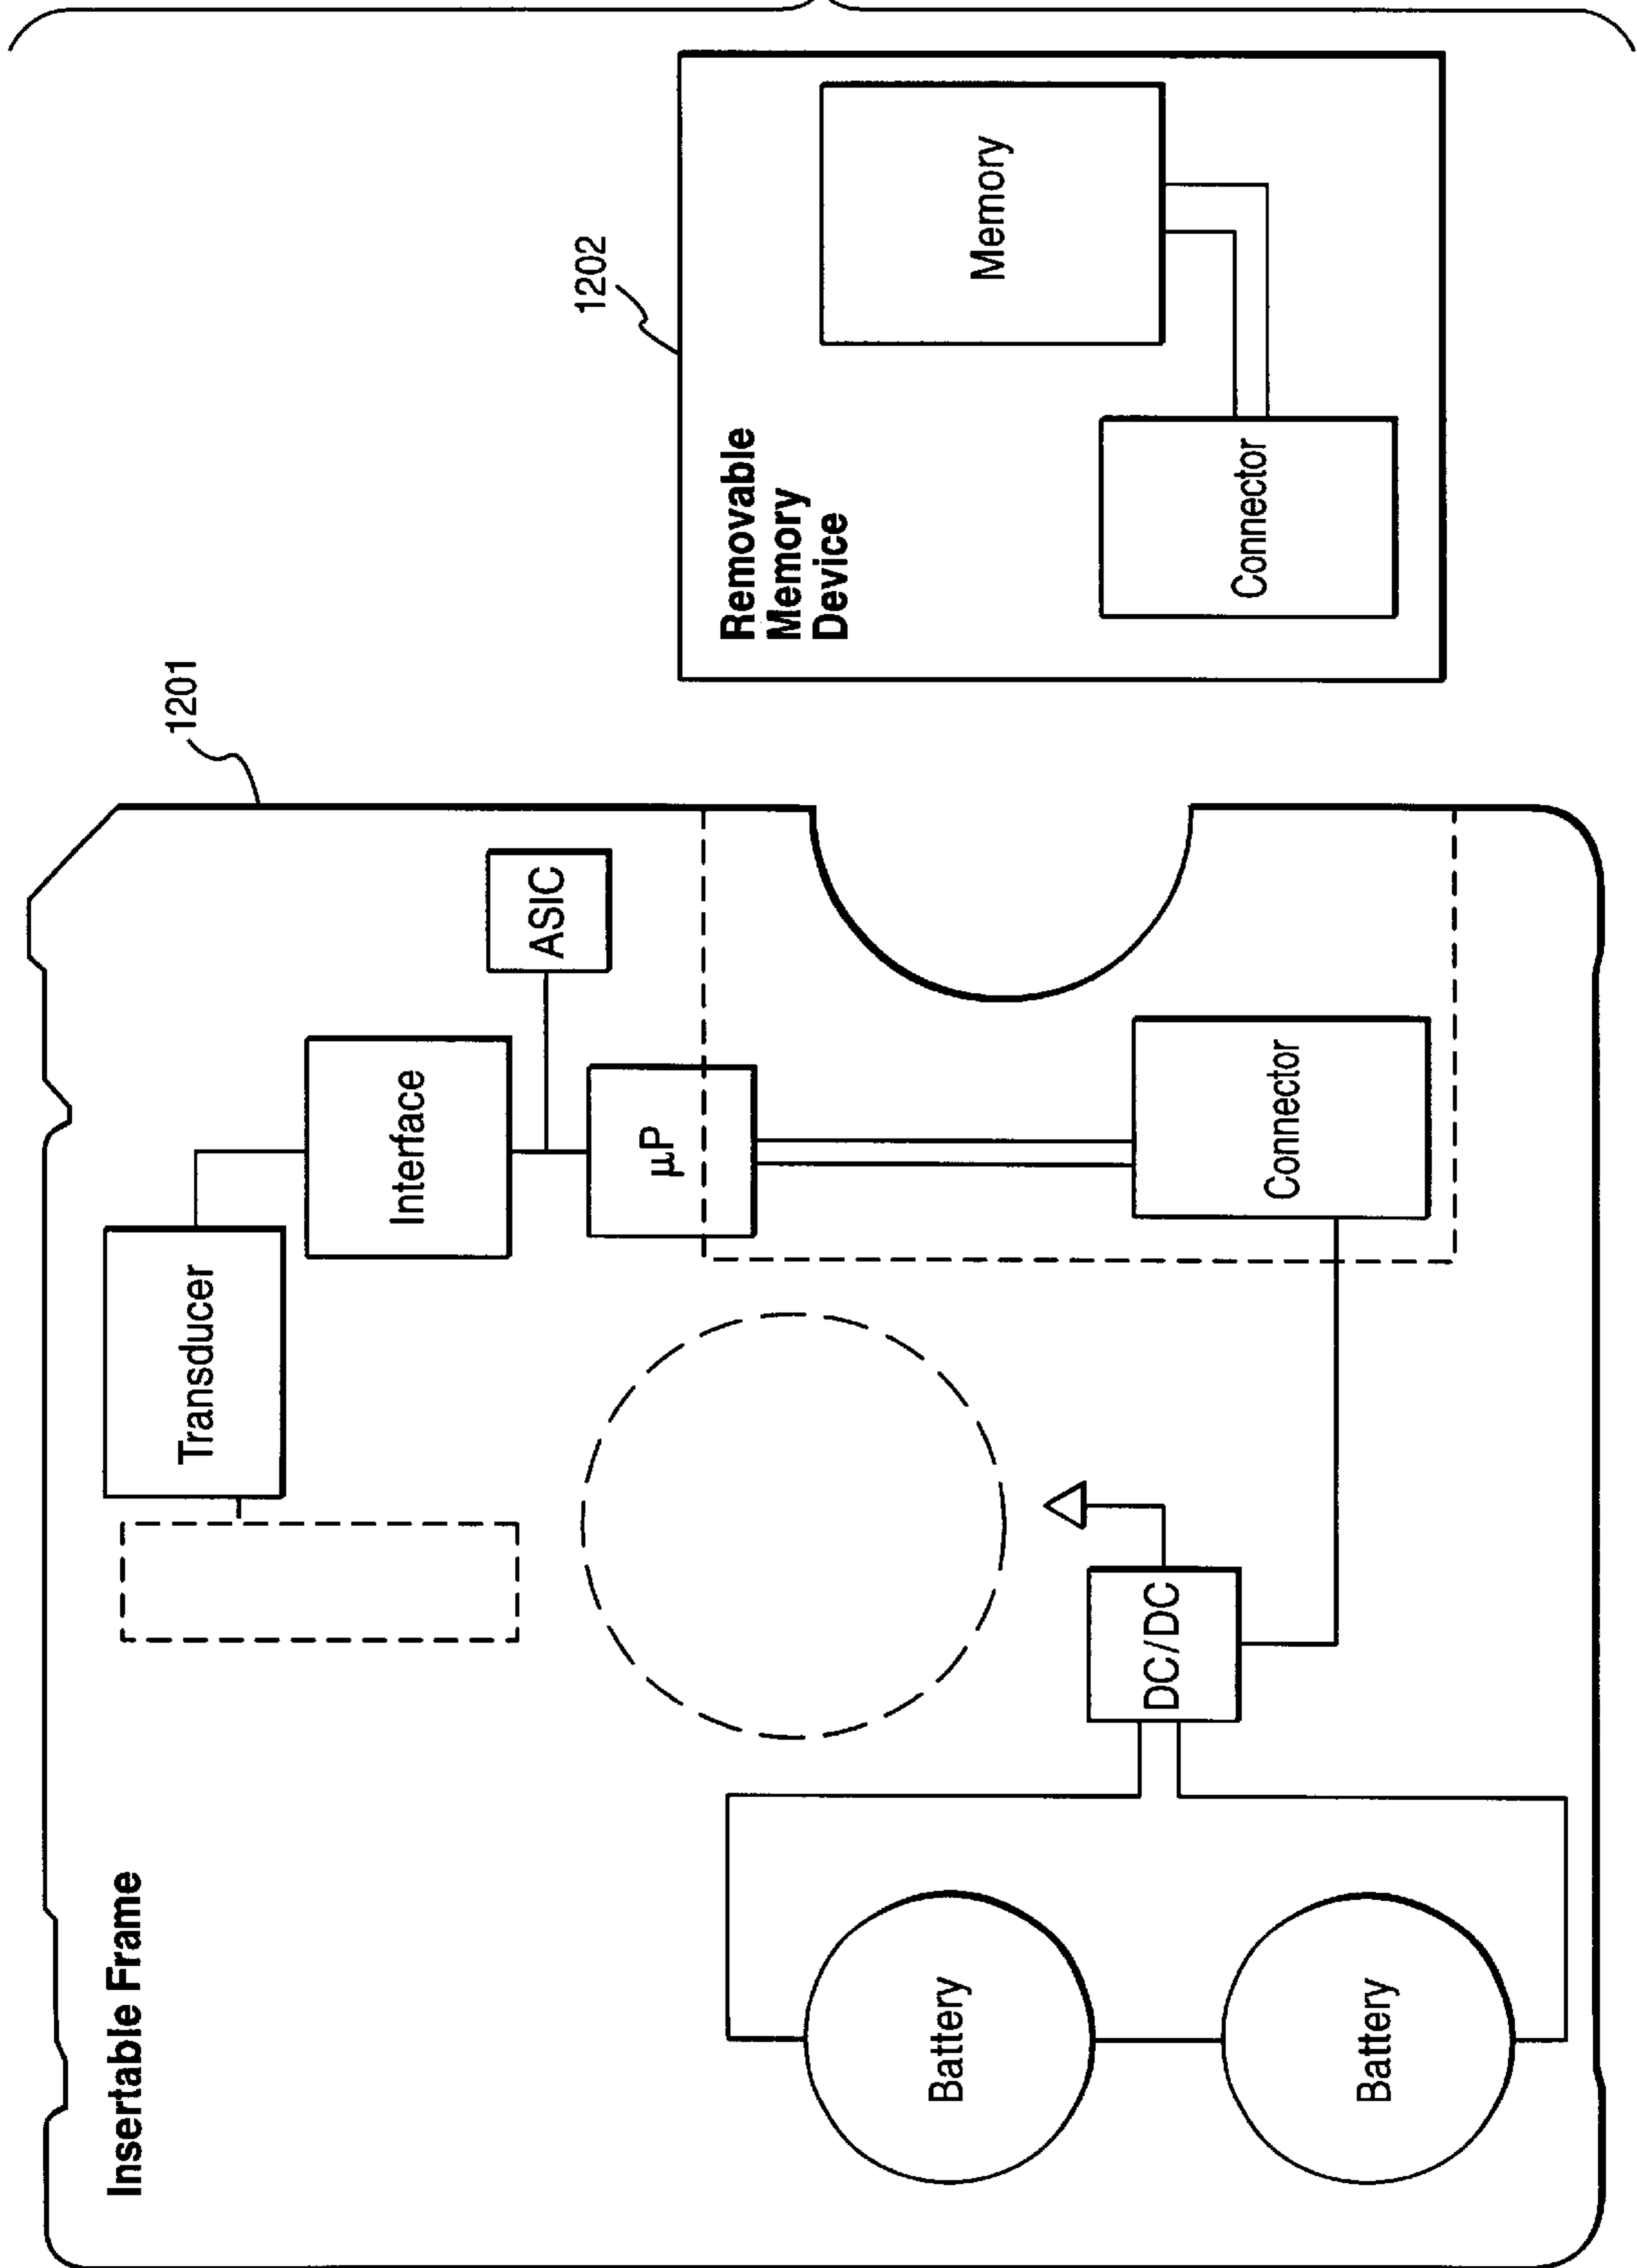 Insertable Frame
Transducer
Interface
ASIC
μP
Battery
Battery
DC/DC
Connector
1201
1202
Removable
Memory
Device
Memory
Connector